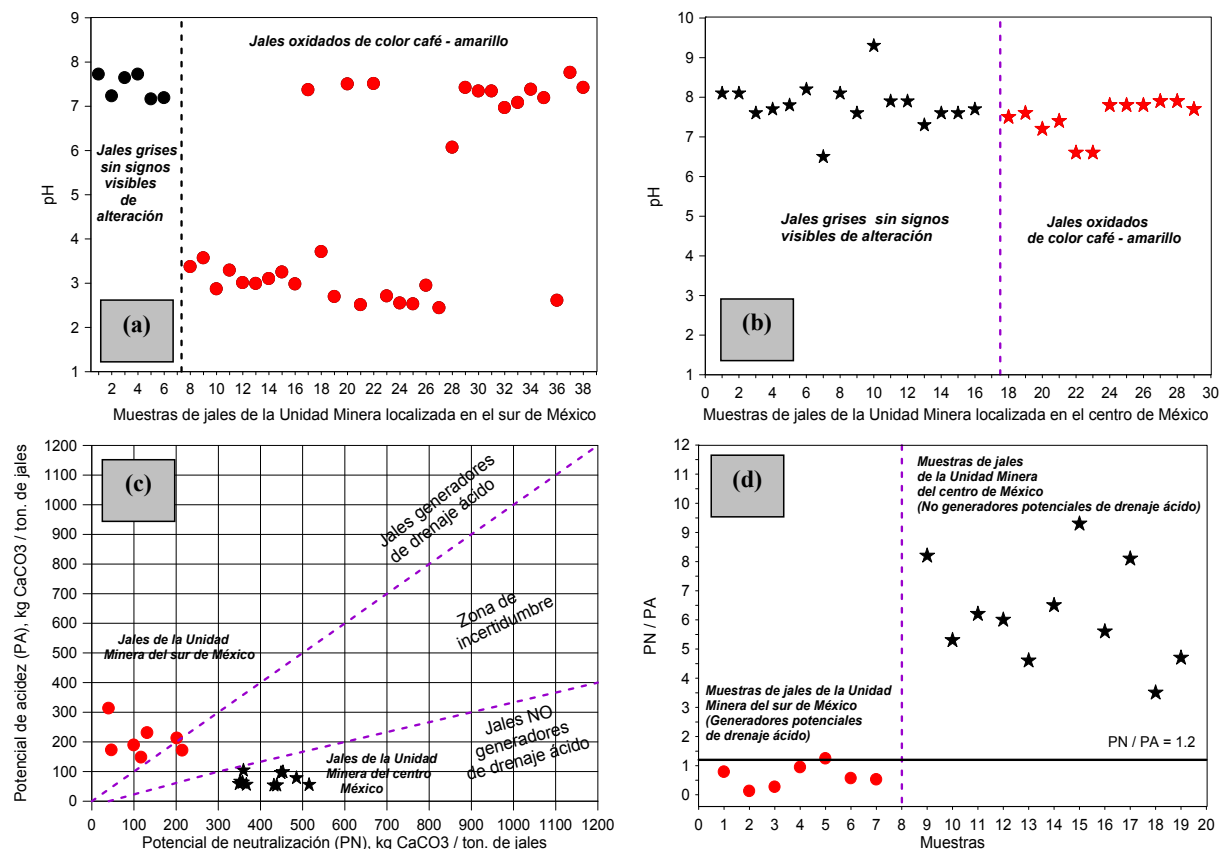 9
8
7
6
5
4
3
2
1
pH
Jales oxidados de color café - amarillo
Jales grises
sin signos
visibles
de
alteración
(a)
2 4 6 8 10 12 14 16 18 20 22 24 26 28 30 32 34 36 38
Muestras de jales de la Unidad Minera localizada en el sur de México
10
9
8
7
6
5
4
3
2
1
pH
Jales grises sin signos
visibles de alteración
Jales oxidados
de color café - amarillo
(b)
0 2 4 6 8 10 12 14 16 18 20 22 24 26 28 30
Muestras de jales de la Unidad Minera localizada en el centro de México
1200
1100
1000
900
800
700
600
500
400
300
200
100
0
Potencial de acidez (PA), kg CaCO3 / ton. de jales
(c)
Jales generadores
de drenaje ácido
Zona de
incertidumbre
Jales de la Unidad
Minera del sur de México
Jales NO
generadores
de drenaje ácido
Jales de la Unidad
Minera del centro
México
0 100 200 300 400 500 600 700 800 900 1000 1100 1200
Potencial de neutralización (PN), kg CaCO3 / ton. de jales
12
11
10
9
8
7
6
5
4
3
2
1
0
PN / PA
(d)
Muestras de jales
de la Unidad Minera
del centro de México
(No generadores potenciales de drenaje ácido)
Muestras de jales de la Unidad
Minera del sur de México
(Generadores potenciales
de drenaje ácido)
PN / PA = 1.2
0 1 2 3 4 5 6 7 8 9 10 11 12 13 14 15 16 17 18 19 20
Muestras